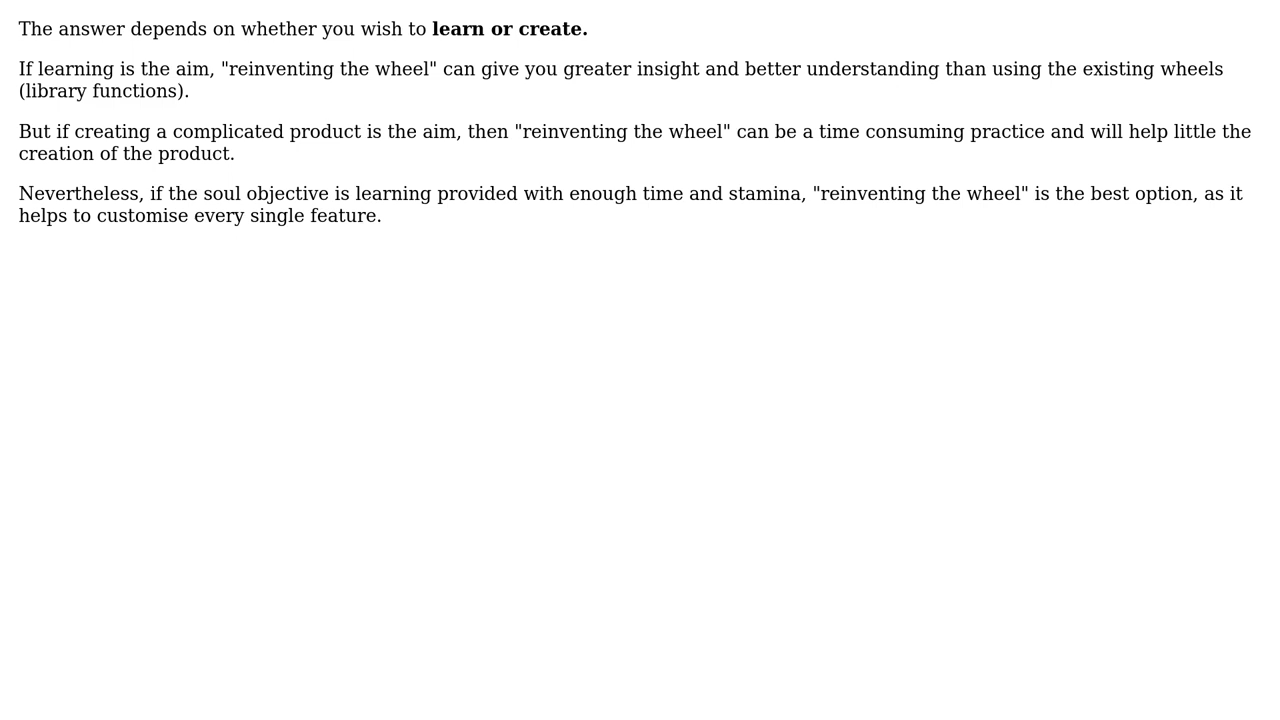 The answer depends on whether you wish to learn or create.
If learning is the aim, "reinventing the wheel" can give you greater insight and better understanding than using the existing wheels
(library functions).
But if creating a complicated product is the aim, then "reinventing the wheel" can be a time consuming practice and will help little the
creation of the product.
Nevertheless, if the soul objective is learning provided with enough time and stamina, "reinventing the wheel" is the best option, as it
helps to customise every single feature.